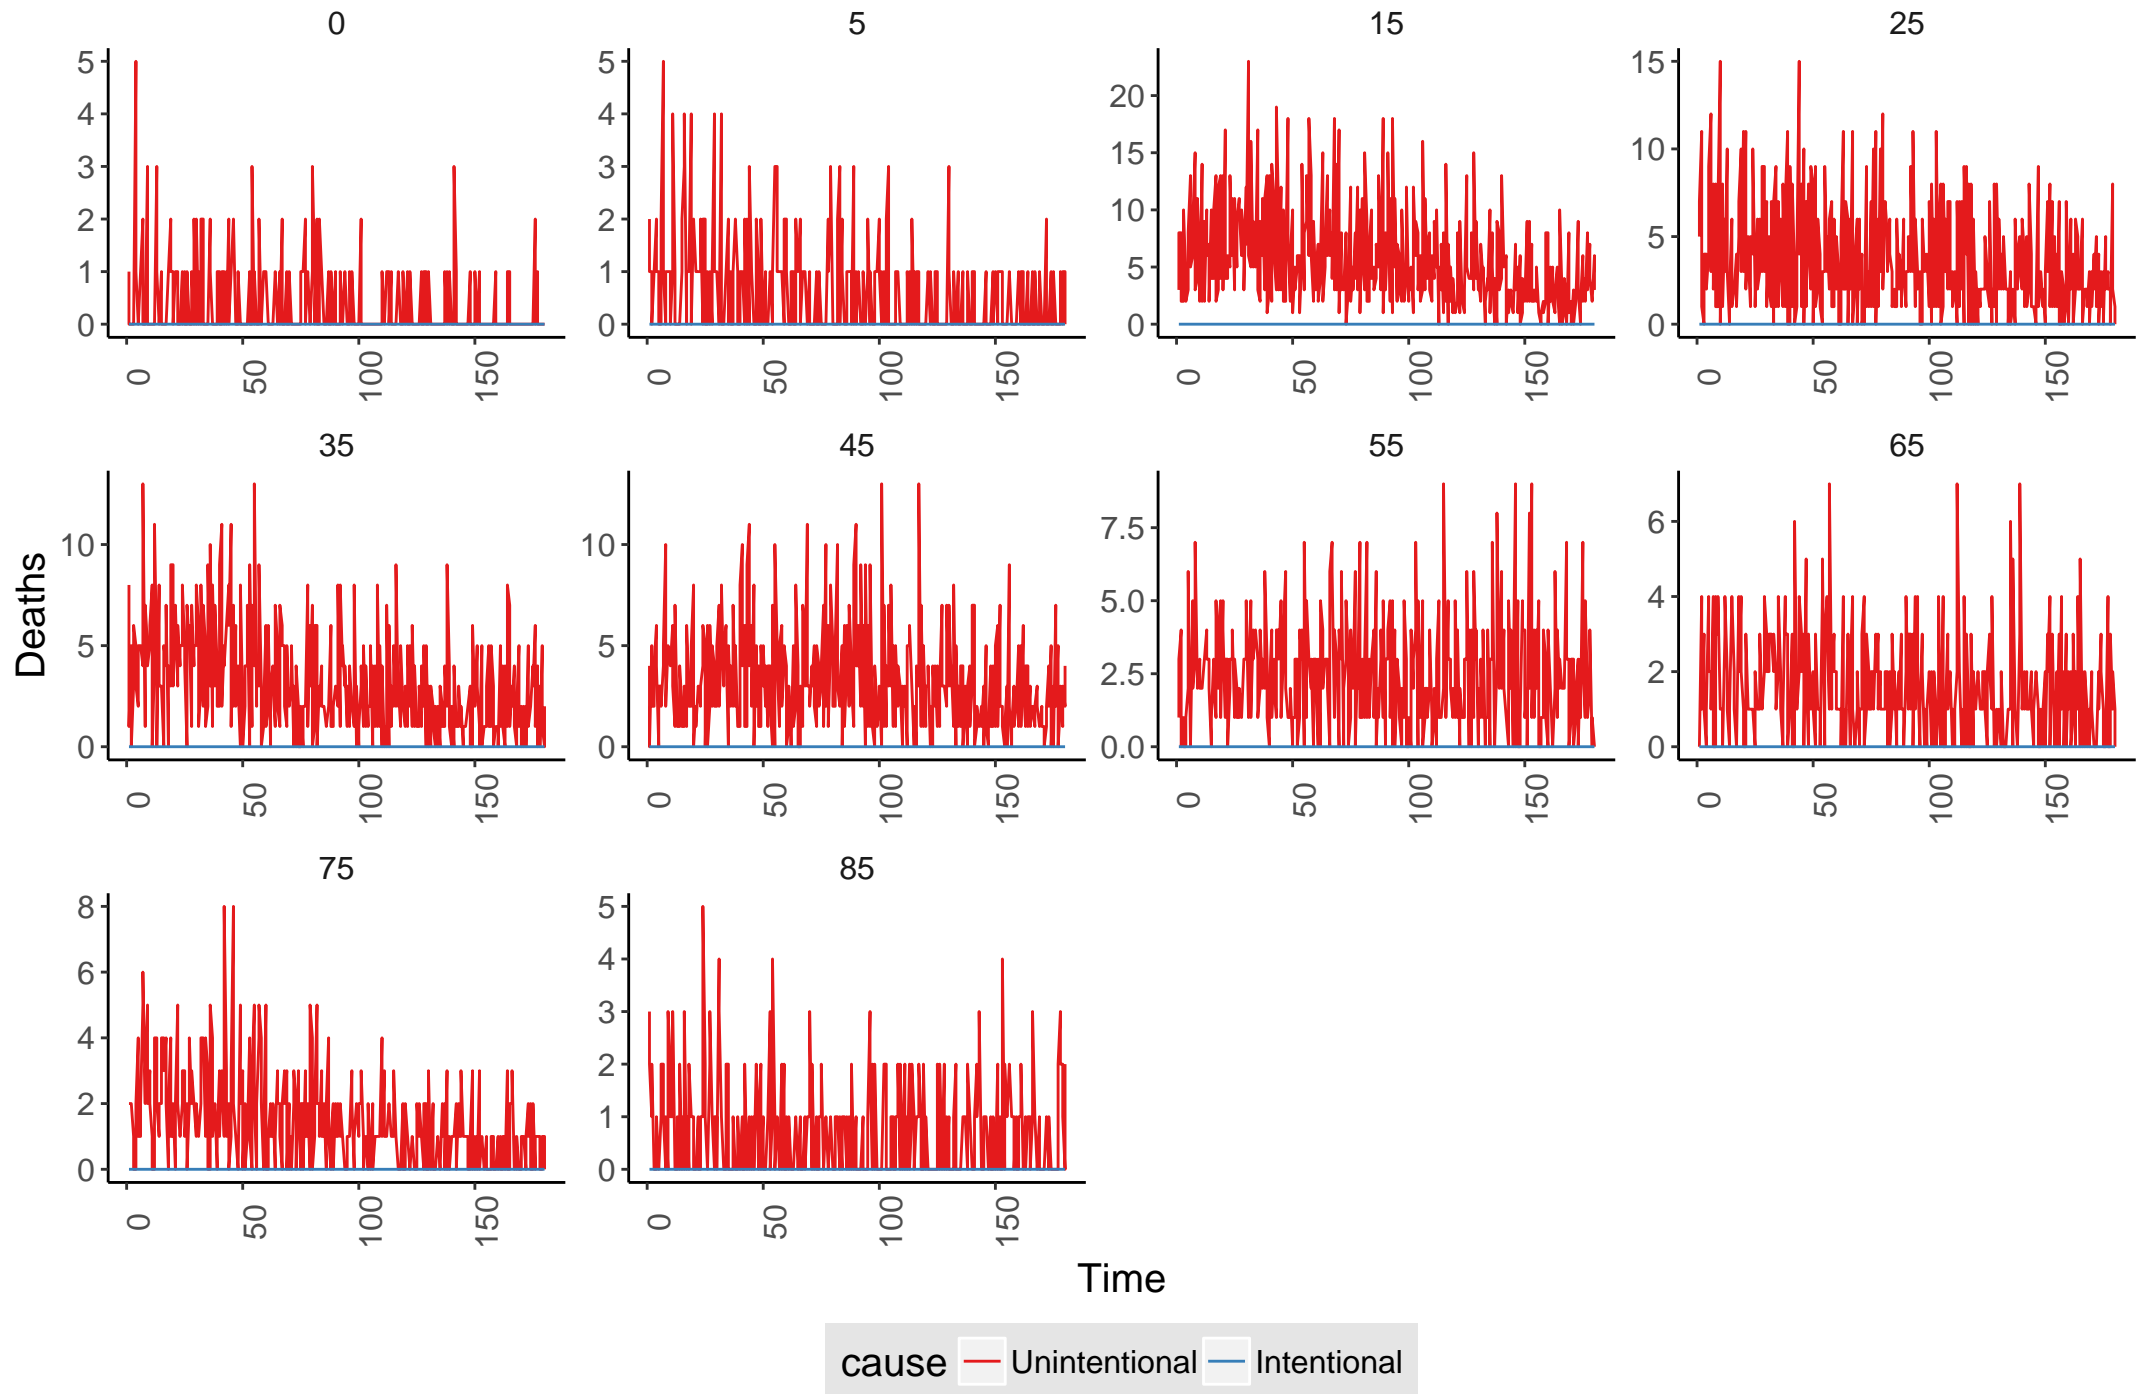 0 5 15 25
5 5 20 15
4 4 15 10
3 3 10 5
2 2 5 0
1 1 0
0 0
0 50 100 150 0 50 100 150 0 50 100 150 0 50 100 150
35 45 55 65
10 10 7.5 6
5 5 5.0 4
0 0 2.5 2
0.0 0
0 50 100 150 0 50 100 150 0 50 100 150 0 50 100 150
Deaths
75 85
8 5
6 4
4 3
2 2
0 1
0
0 50 100 150 0 50 100 150
Time
cause Unintentional Intentional